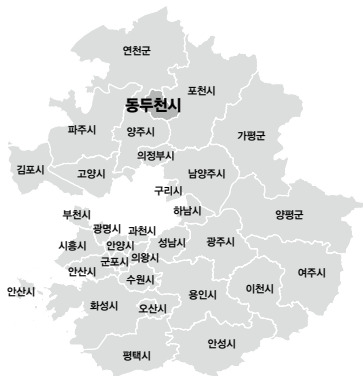 연천군
포천시
동두천시
파주시
양주시
가평군
의정부시
김포시
고양시
남양주시
구리시
하남시
부천시
양평군
광명시
과천시
시흥시
안양시
성남시
광주시
군포시
의왕시
안산시
여주시
수원시
안산시
용인시
이천시
화성시
오산시
안성시
평택시